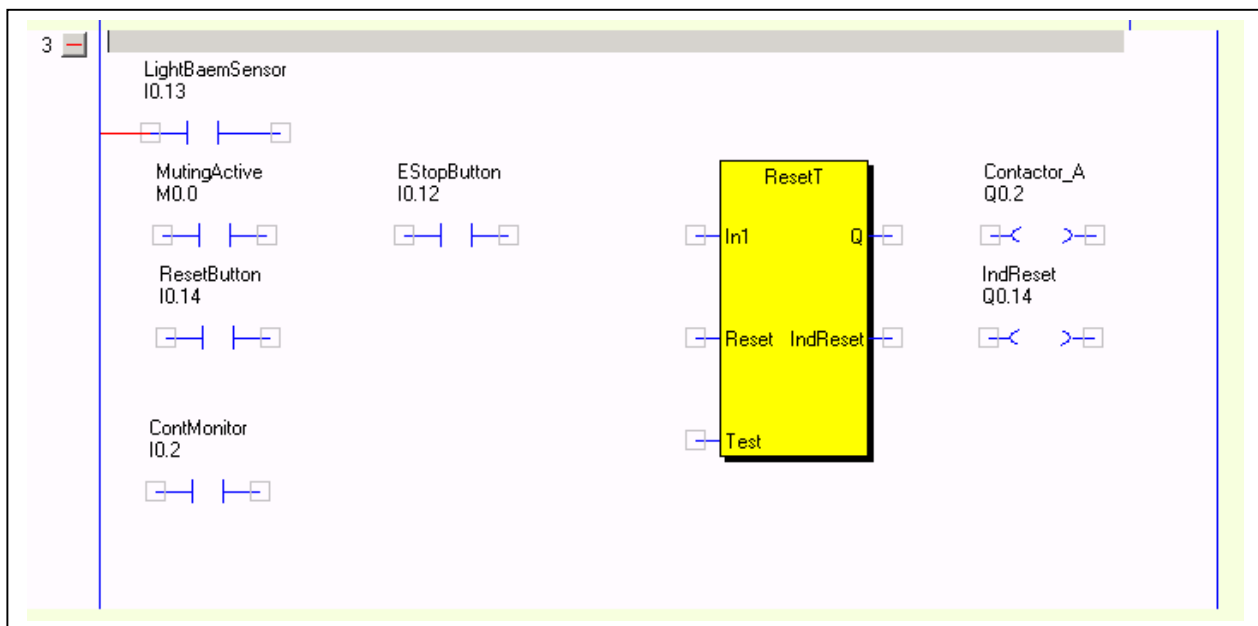 3
LightBaemSensor
I0.13
MutingActive
M0.0
EStopButton
I0.12
ResetT
Contactor_A
Q0.2
In1
Q
ResetButton
I0.14
IndReset
Q0.14
Reset
IndReset
ContMonitor
I0.2
Test